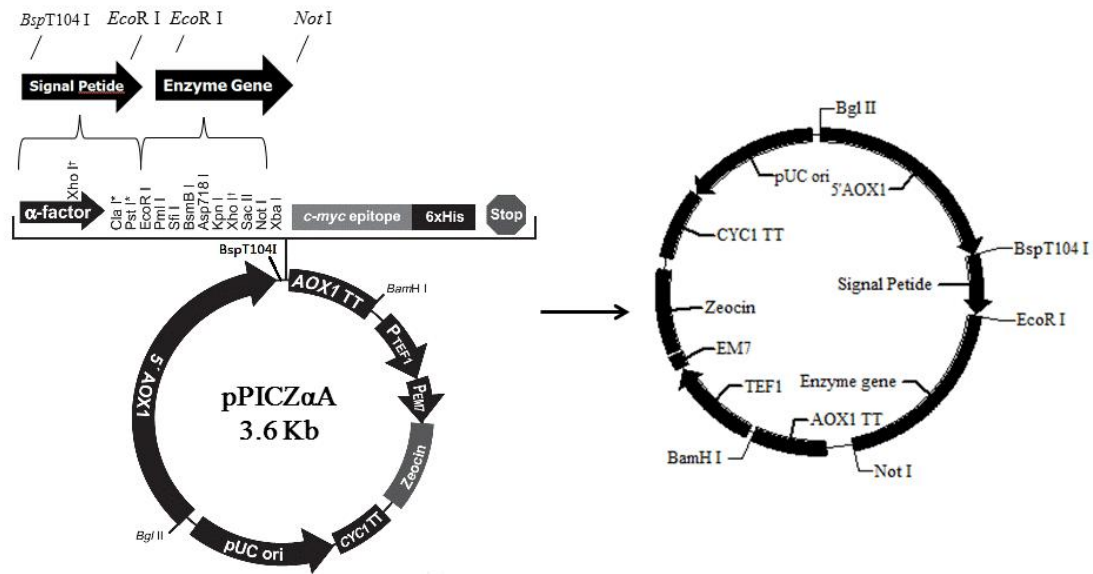 BspT104 I EcoR I EcoR I Not I
Signal Petide Enzyme Gene
α-factor Xho I† Cla I* Pst I* EcoR I Pml I Sfi I BsmB I Asp718 I Kpn I Xho I† Sac II Not I Xba I c-myc epitope 6xHis Stop
BspT104I
AOX1 TT
BamH I
PTEF1
PEM7
Zeocin
CYC1 TT
pUC ori
Bgl II
5´ AOX1
pPICZαA
3.6 Kb
Bgl II
pUC ori
5'AOX1
CYC1 TT
BspT104 I
Signal Petide
Zeocin
EcoR I
EM7
TEF1
Enzyme gene
AOX1 TT
BamH I
Not I